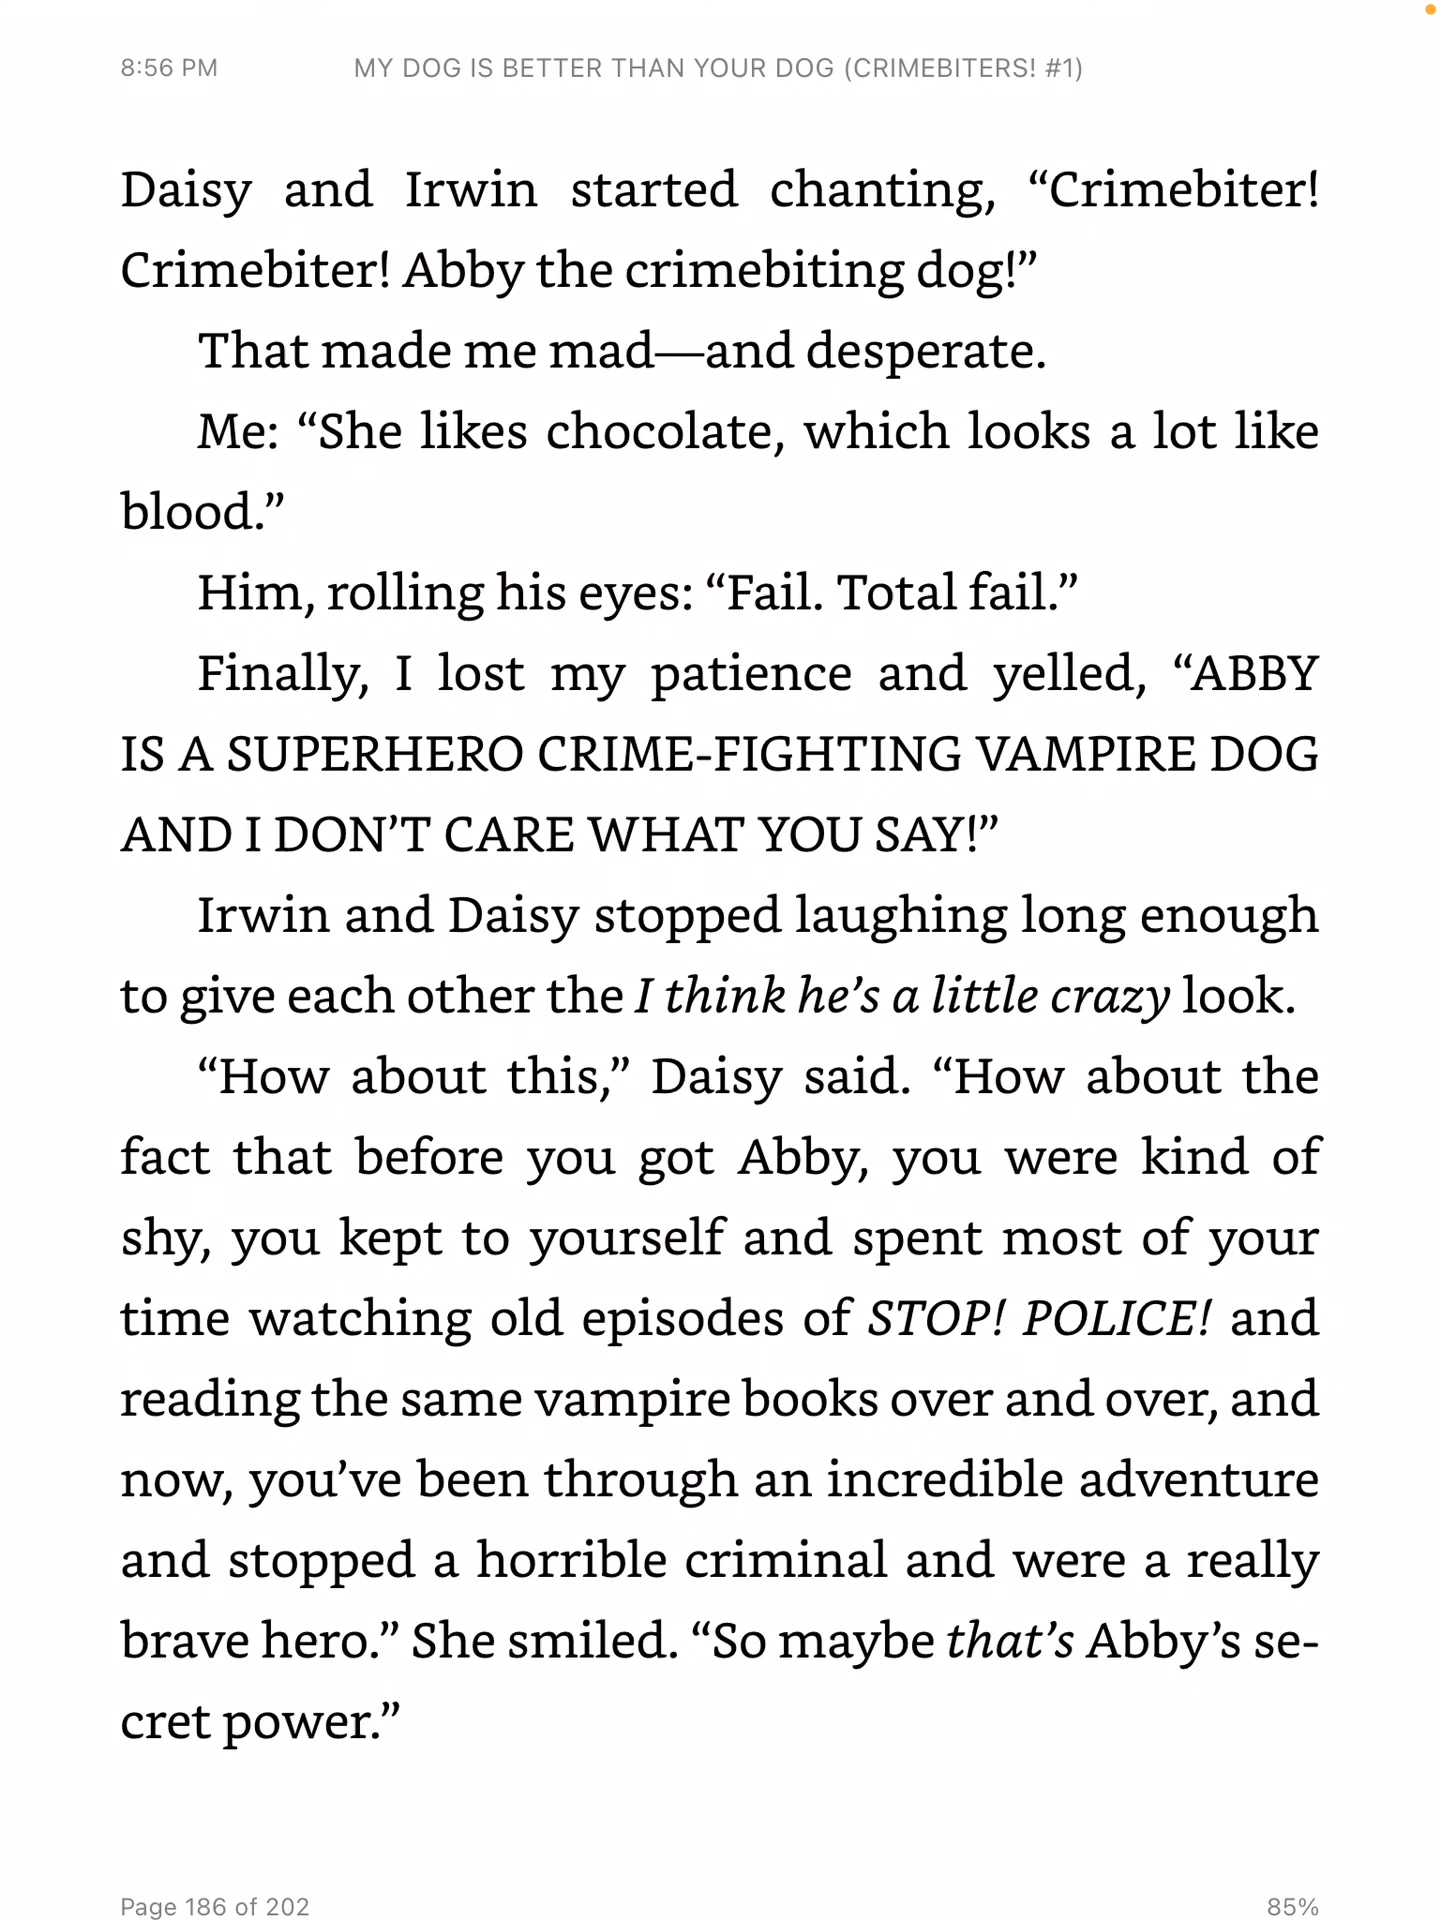 8:56 PM
MY DOG IS BETTER THAN YOUR DOG (CRIMEBITERS! #1)
Daisy and Irwin started chanting, “Crimebiter!
Crimebiter! Abby the crimebiting dog!”
That made me mad—and desperate.
Me: “She likes chocolate, which looks a lot like
blood.”
Him, rolling his eyes: “Fail. Total fail.”
Finally, I lost my patience and yelled, “ABBY
IS A SUPERHERO CRIME-FIGHTING VAMPIRE DOG
AND I DON’T CARE WHAT YOU SAY!”
Irwin and Daisy stopped laughing long enough
to give each other the I think he’s a little crazy look.
“How about this,” Daisy said. “How about the
fact that before you got Abby, you were kind of
shy, you kept to yourself and spent most of your
time watching old episodes of STOP! POLICE! and
reading the same vampire books over and over, and
now, you’ve been through an incredible adventure
and stopped a horrible criminal and were a really
brave hero.” She smiled. “So maybe that’s Abby’s se-
cret power.”
Page 186 of 202
85%